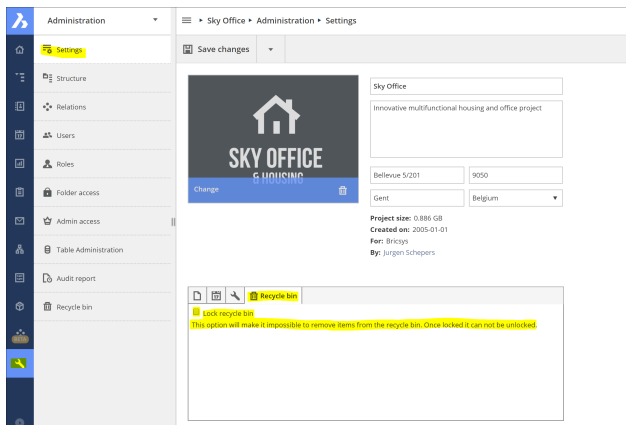 Administration
Sky Office ▸ Administration ▸ Settings
Settings
Save changes
Structure
Relations
Users
Roles
Folder access
Admin access
Table Administration
Audit report
Recycle bin
SKY OFFICE
& HOUSING
Change
Sky Office
Innovative multifunctional housing and office project
Bellevue 5/201
9050
Gent
Belgium
Project size: 0.886 GB
Created on: 2005-01-01
For: Bricsys
By: Jurgen Schepers
Recycle bin
Lock recycle bin
This option will make it impossible to remove items from the recycle bin. Once locked it can not be unlocked.